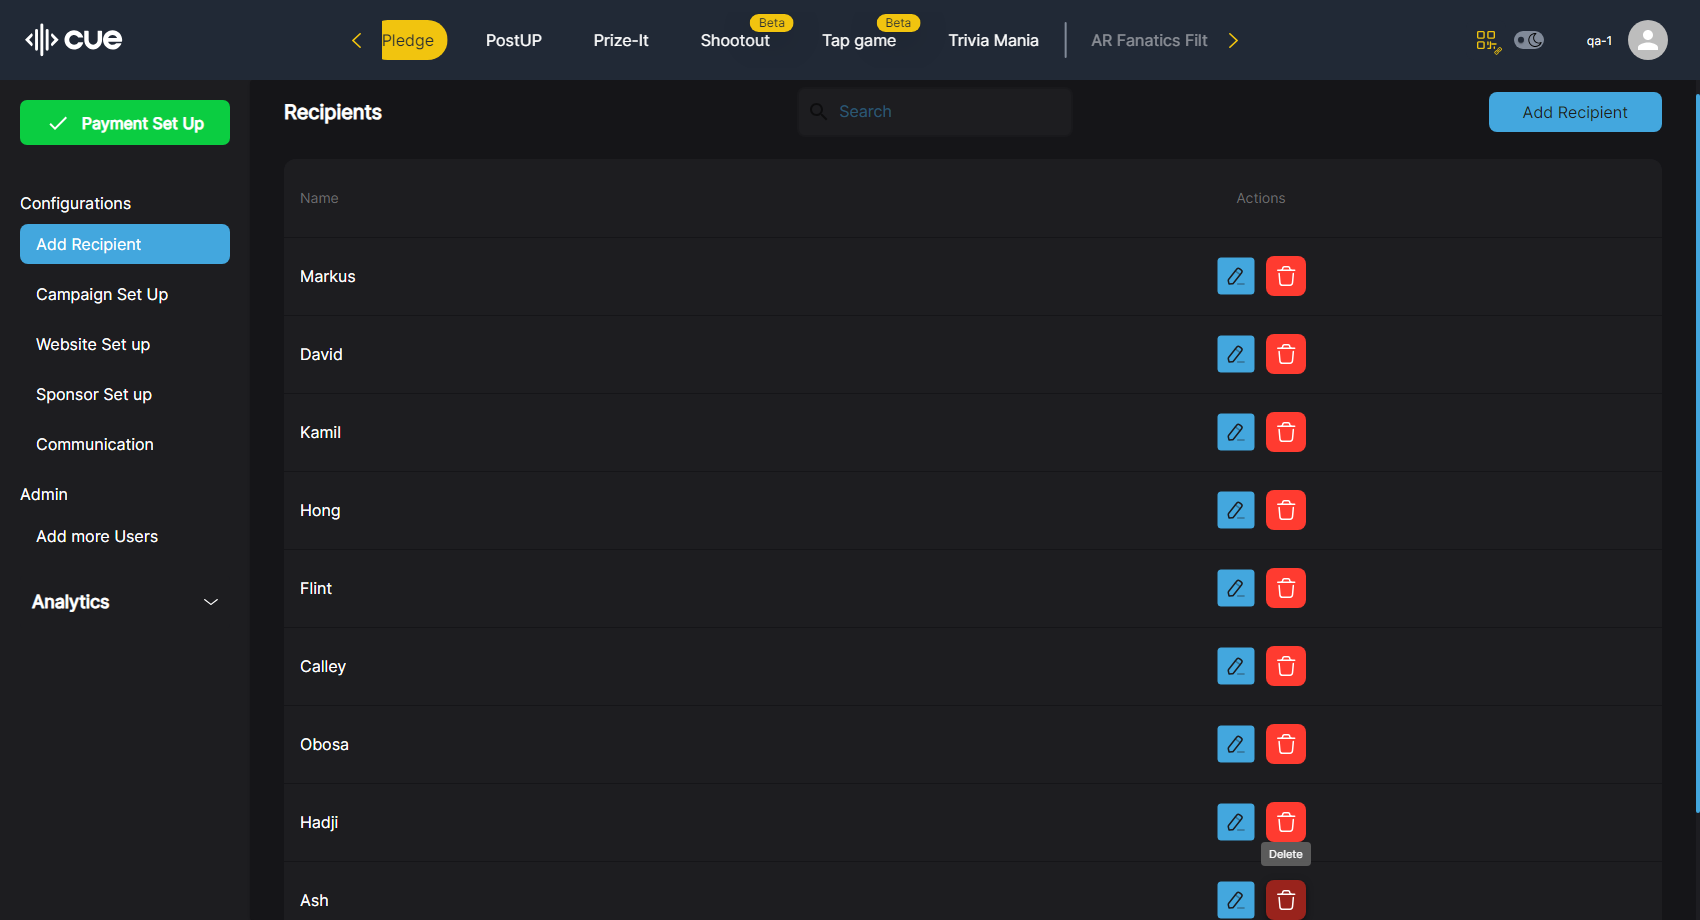 cue
Pledge
PostUP
Prize-It
Beta
Shootout
Beta
Tap game
Trivia Mania
AR Fanatics Filt
qa-1
Payment Set Up
Configurations
Add Recipient
Campaign Set Up
Website Set up
Sponsor Set up
Communication
Admin
Add more Users
Analytics
Recipients
Search
Add Recipient
Name
Actions
Markus
David
Kamil
Hong
Flint
Calley
Obosa
Hadji
Delete
Ash